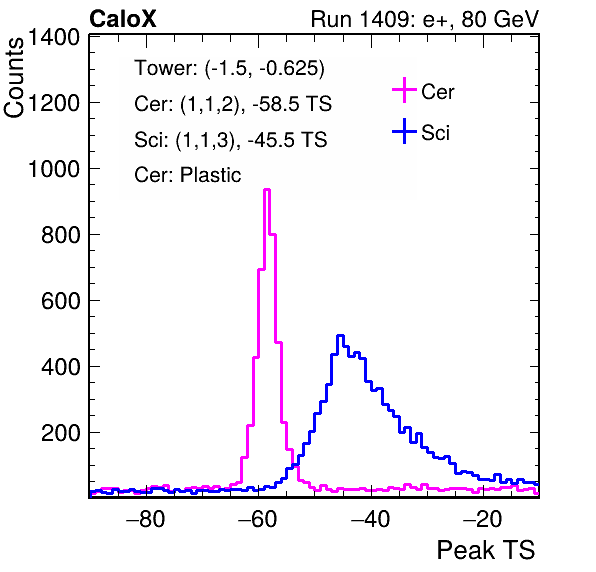 CaloX Run 1409: e+, 80 GeV
Counts
1400
1200
1000
800
600
400
200
Tower: (-1.5, -0.625)
Cer: (1,1,2), -58.5 TS
Sci: (1,1,3), -45.5 TS
Cer: Plastic
Cer
Sci
−80 −60 −40 −20
Peak TS